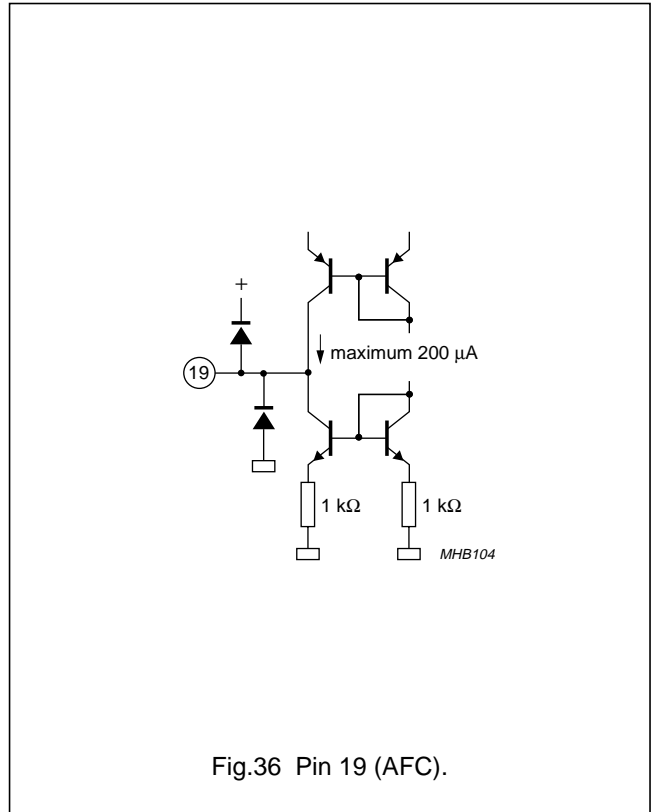 +
19
maximum 200 µA
1 kΩ 1 kΩ
MHB104
Fig.36 Pin 19 (AFC).